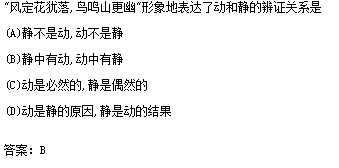 “风定花犹落,鸟鸣山更幽“形象地表达了动和静的辨证关系是
(A)静不是动,动不是静
(B)静中有动,动中有静
(C)动是必然的,静是偶然的
(D)动是静的原因,静是动的结果
答案：B